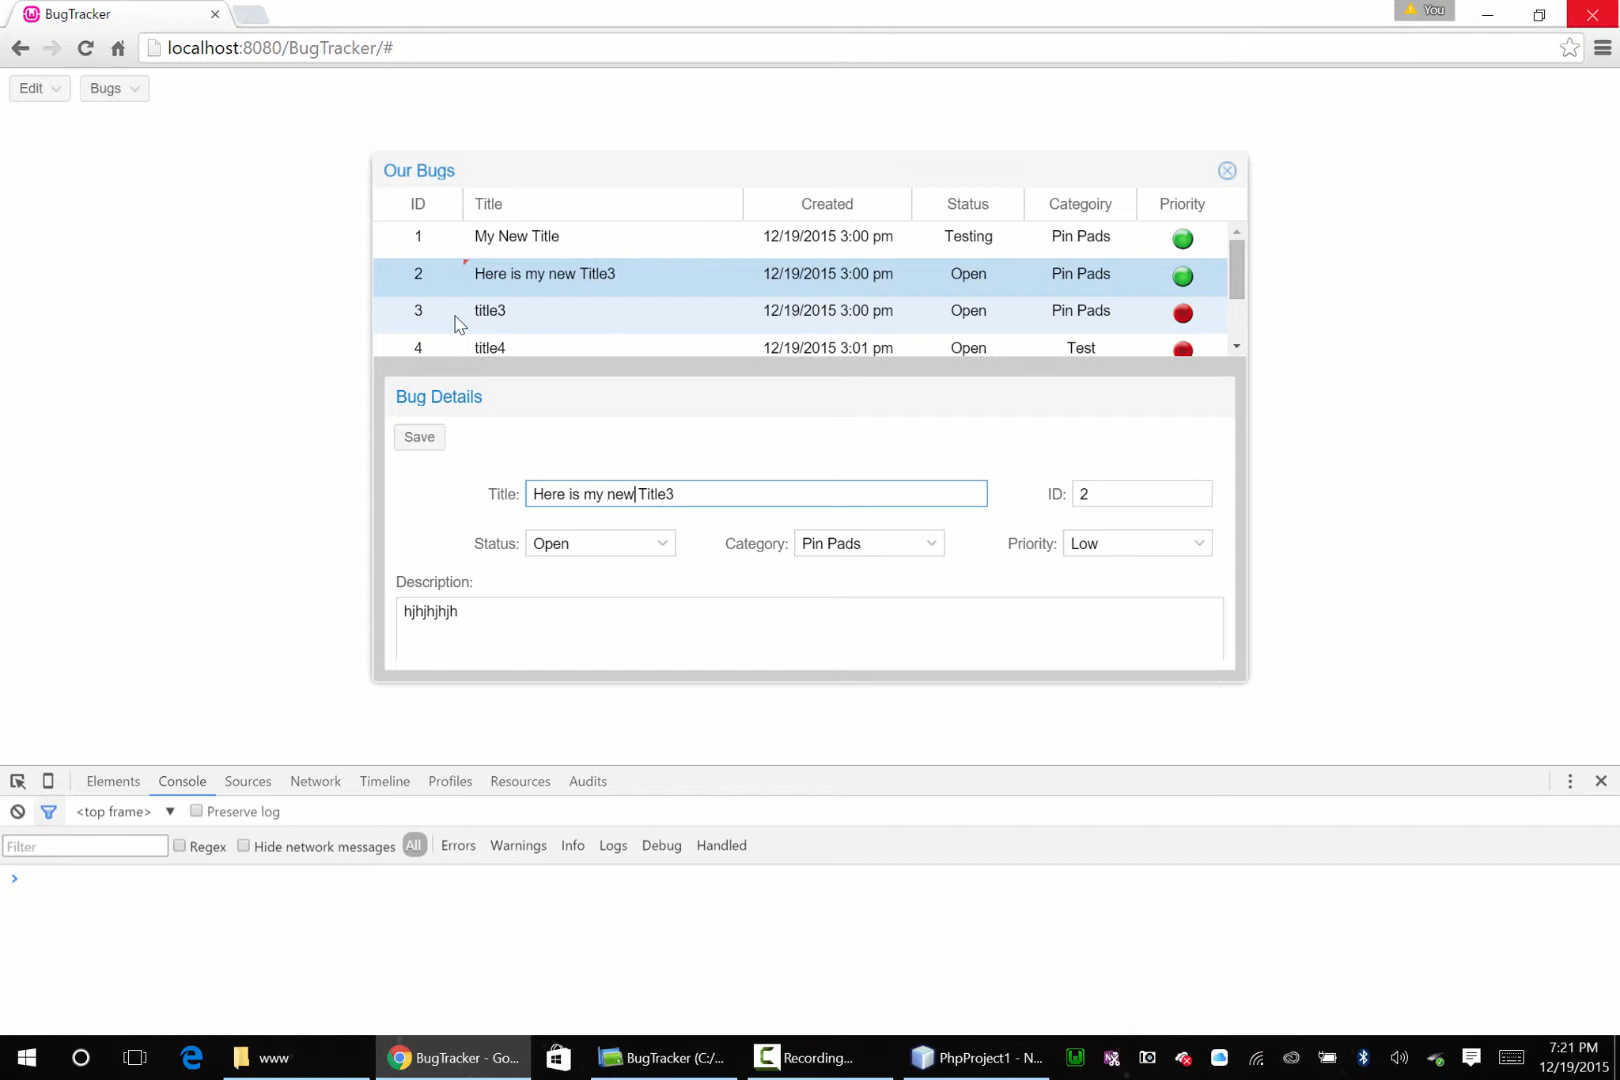 BugTracker
You
localhost:8080/BugTracker/#
Edit Bugs
Our Bugs
ID Title Created Status Categoiry Priority
1 My New Title 12/19/2015 3:00 pm Testing Pin Pads
2 Here is my new Title3 12/19/2015 3:00 pm Open Pin Pads
3 title3 12/19/2015 3:00 pm Open Pin Pads
4 title4 12/19/2015 3:01 pm Open Test
Bug Details
Save
Title: Here is my new Title3 ID: 2
Status: Open Category: Pin Pads Priority: Low
Description:
hjhjhjhjh
Elements Console Sources Network Timeline Profiles Resources Audits
<top frame> Preserve log
Filter Regex Hide network messages All Errors Warnings Info Logs Debug Handled
>
www BugTracker - Go... BugTracker (C:/... Recording... PhpProject1 - N... 7:21 PM
12/19/2015